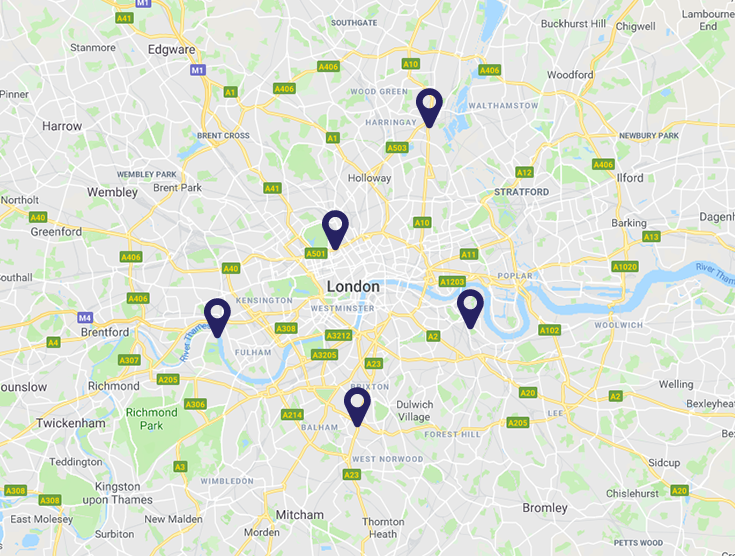 M1
A41
SOUTHGATE
Buckhurst Hill
Chigwell
Lambourne
End
Stanmore
Edgware
M1
A406
A10
A406
Woodford
Pinner
A1
A406
WOOD GREEN
WALTHAMSTOW
Harrow
BRENT CROSS
A1
HARRINGAY
A503
NEWBURY PARK
A406
WEMBLEY PARK
Wembley
Brent Park
A41
Holloway
A12
STRATFORD
Ilford
Northolt
A40
Greenford
A10
Barking
Dagenh
A13
A406
A40
A501
A11
A1020
Southall
POPLAR
River Tham
A1203
London
A406
KENSINGTON
WESTMINSTER
M4
Brentford
A4
River Thames
A308
A3212
A2
A102
WOOLWICH
FULHAM
A3205
A307
A23
Hounslow
Richmond
A205
BRIXTON
Welling
A306
A20
A2
Bexleyheat
Richmond
Park
Dulwich
Village
A214
LEE
Twickenham
BALHAM
FOREST HILL
A205
Be
Teddington
A3
WEST NORWOOD
Sidcup
A23
Kingston
upon Thames
WIMBLEDON
A308
A308
Chislehurst
A20
East Molesey
New Malden
Mitcham
Bromley
Surbiton
Morden
Thornton
Heath
PETTS WOOD